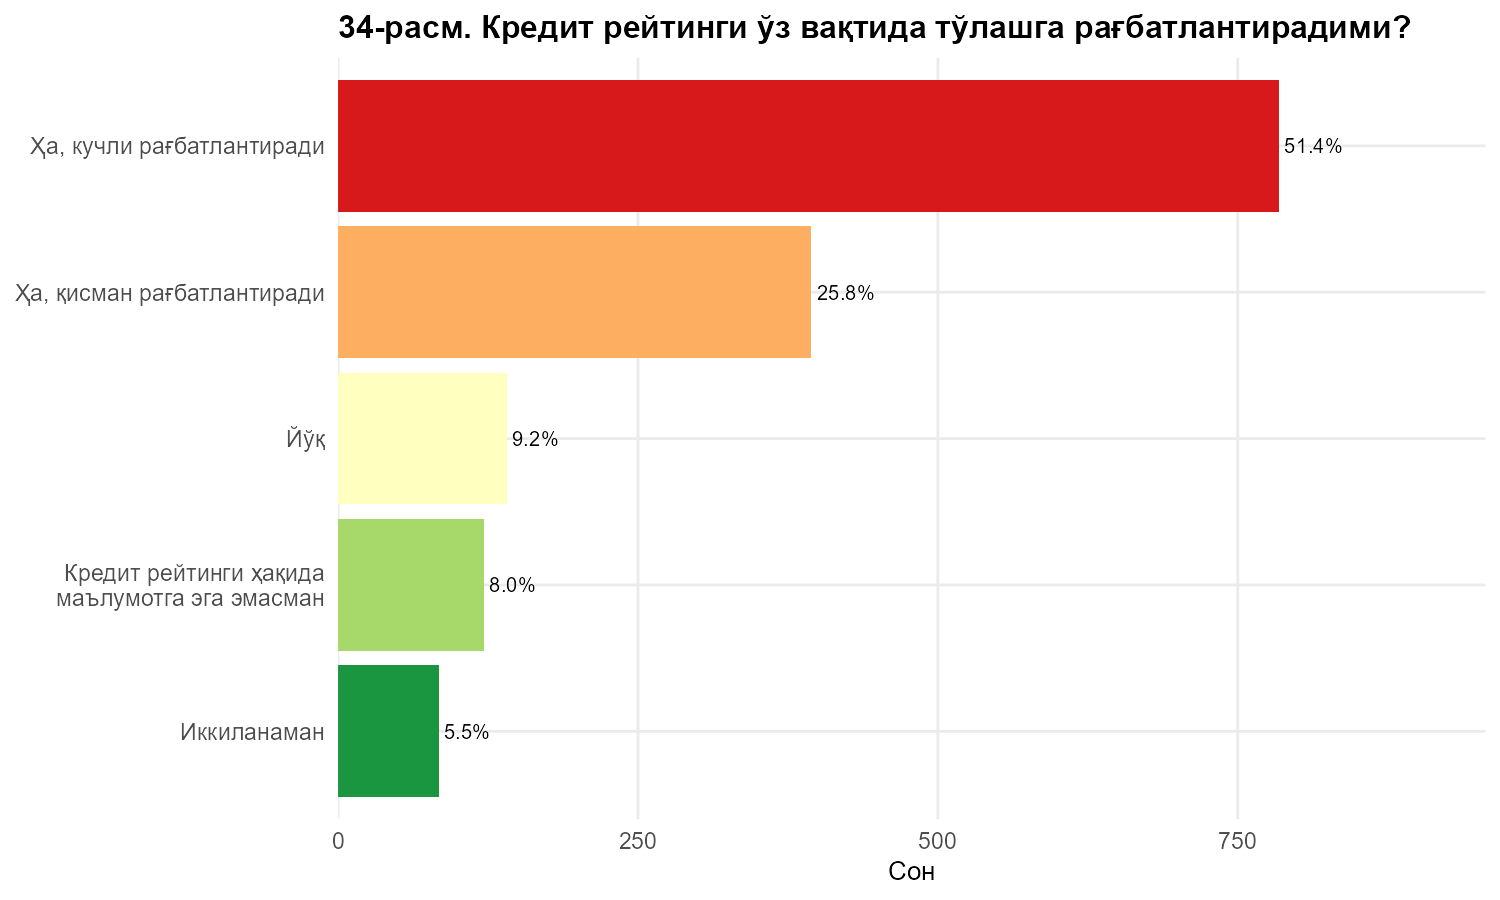 34-расм. Кредит рейтинги ўз вақтида тўлашга рағбатлантирадими?
Ҳа, кучли рағбатлантиради
51.4%
Ҳа, қисман рағбатлантиради
25.8%
Йўқ
9.2%
Кредит рейтинги ҳақида
маълумотга эга эмасман
8.0%
Иккиланаман
5.5%
0 250 500 750
Сон